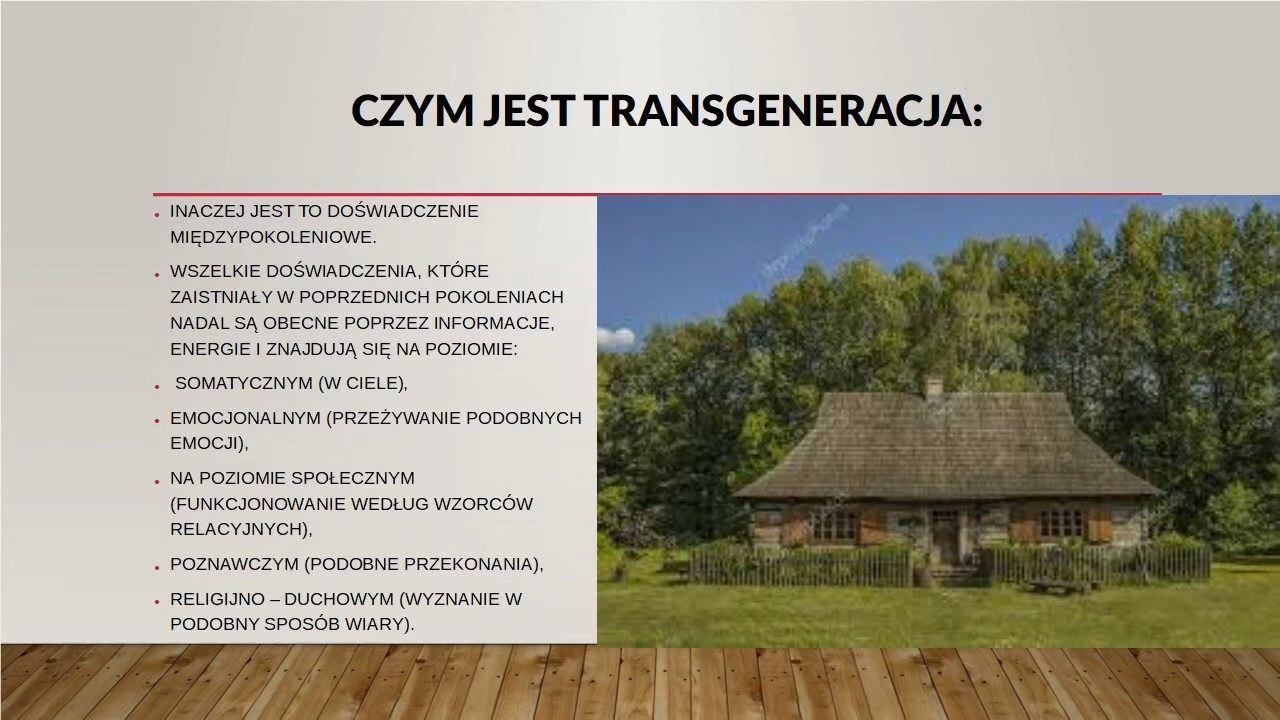 CZYM JEST TRANSGENERACJA:
INACZEJ JEST TO DOŚWIADCZENIE
MIĘDZYPOKOLENIOWE.
WSZELKIE DOŚWIADCZENIA, KTÓRE
ZAISTNIAŁY W POPRZEDNICH POKOLENIACH
NADAL SĄ OBECNE POPRZEZ INFORMACJE,
ENERGIE I ZNAJDUJĄ SIĘ NA POZIOMIE:
SOMATYCZNYM (W CIELE),
EMOCJONALNYM (PRZEŻYWANIE PODOBNYCH
EMOCJI),
NA POZIOMIE SPOŁECZNYM
(FUNKCJONOWANIE WEDŁUG WZORCÓW
RELACYJNYCH),
POZNAWCZYM (PODOBNE PRZEKONANIA),
RELIGIJNO – DUCHOWYM (WYZNANIE W
PODOBNY SPOSÓB WIARY).